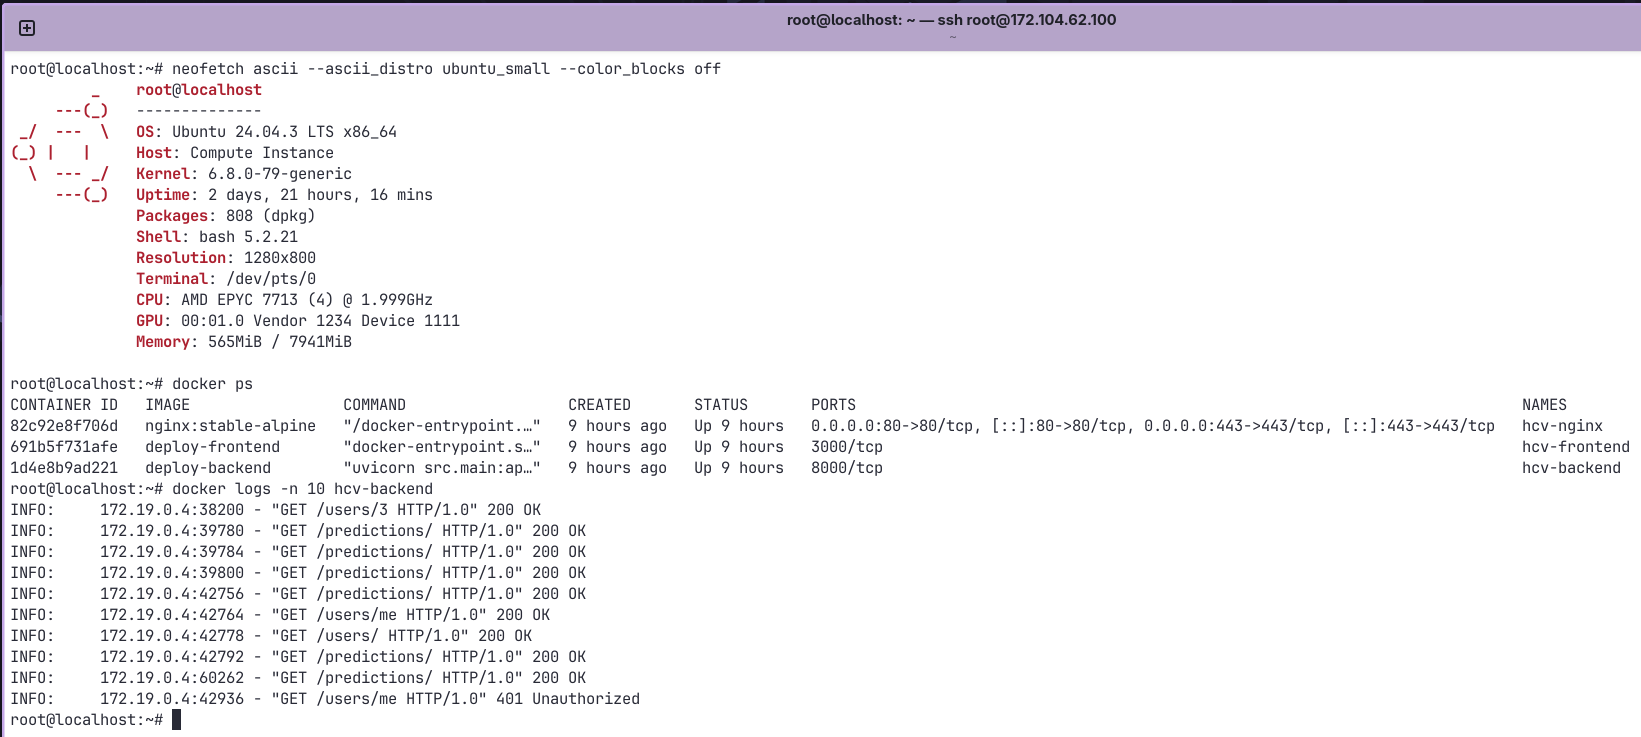 root@localhost: ~ — ssh root@172.104.62.100
~
root@localhost:~# neofetch ascii --ascii_distro ubuntu_small --color_blocks off
         _    root@localhost
     ---(_)   --------------
 _/  ---  \   OS: Ubuntu 24.04.3 LTS x86_64
(_) |   |     Host: Compute Instance
  \  --- _/   Kernel: 6.8.0-79-generic
     ---(_)   Uptime: 2 days, 21 hours, 16 mins
              Packages: 808 (dpkg)
              Shell: bash 5.2.21
              Resolution: 1280x800
              Terminal: /dev/pts/0
              CPU: AMD EPYC 7713 (4) @ 1.999GHz
              GPU: 00:01.0 Vendor 1234 Device 1111
              Memory: 565MiB / 7941MiB
root@localhost:~# docker ps
CONTAINER ID   IMAGE                 COMMAND                  CREATED       STATUS       PORTS                                                                      NAMES
82c92e8f706d   nginx:stable-alpine   "/docker-entrypoint.…"   9 hours ago   Up 9 hours   0.0.0.0:80->80/tcp, [::]:80->80/tcp, 0.0.0.0:443->443/tcp, [::]:443->443/tcp   hcv-nginx
691b5f731afe   deploy-frontend       "docker-entrypoint.s…"   9 hours ago   Up 9 hours   3000/tcp                                                                       hcv-frontend
1d4e8b9ad221   deploy-backend        "uvicorn src.main:ap…"   9 hours ago   Up 9 hours   8000/tcp                                                                       hcv-backend
root@localhost:~# docker logs -n 10 hcv-backend
INFO:     172.19.0.4:38200 - "GET /users/3 HTTP/1.0" 200 OK
INFO:     172.19.0.4:39780 - "GET /predictions/ HTTP/1.0" 200 OK
INFO:     172.19.0.4:39784 - "GET /predictions/ HTTP/1.0" 200 OK
INFO:     172.19.0.4:39800 - "GET /predictions/ HTTP/1.0" 200 OK
INFO:     172.19.0.4:42756 - "GET /predictions/ HTTP/1.0" 200 OK
INFO:     172.19.0.4:42764 - "GET /users/me HTTP/1.0" 200 OK
INFO:     172.19.0.4:42778 - "GET /users/ HTTP/1.0" 200 OK
INFO:     172.19.0.4:42792 - "GET /predictions/ HTTP/1.0" 200 OK
INFO:     172.19.0.4:60262 - "GET /predictions/ HTTP/1.0" 200 OK
INFO:     172.19.0.4:42936 - "GET /users/me HTTP/1.0" 401 Unauthorized
root@localhost:~#